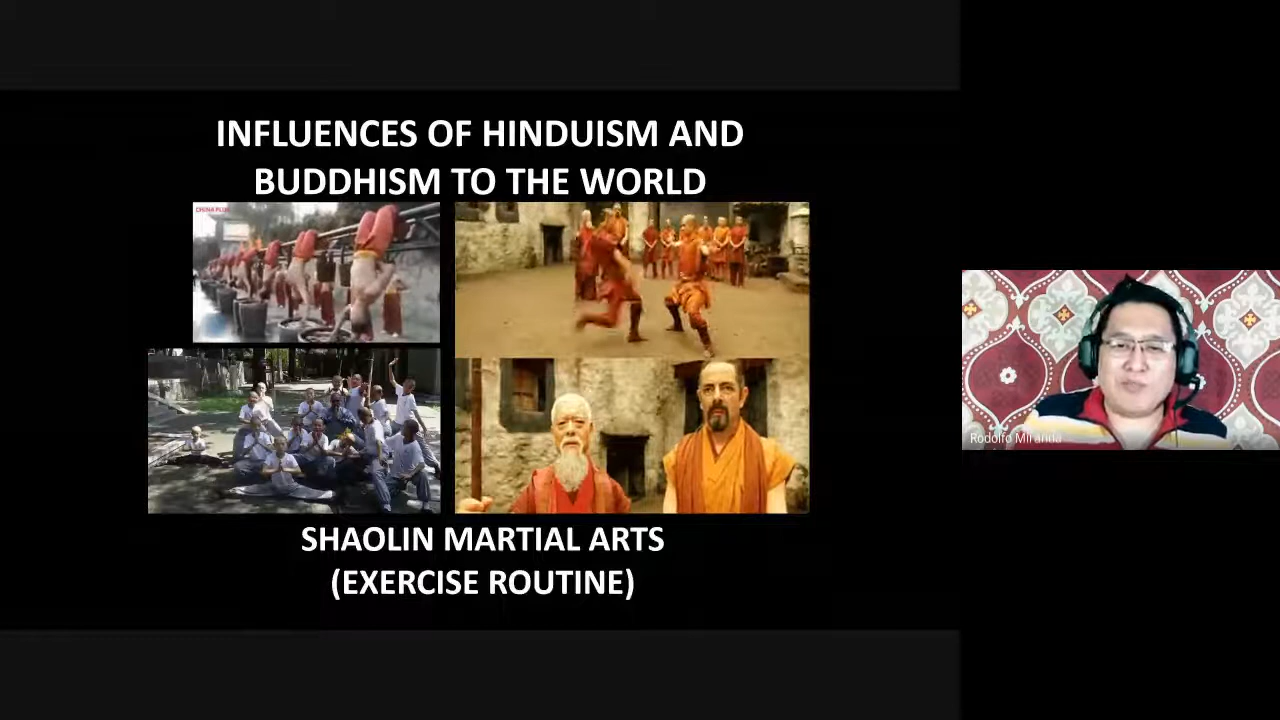 INFLUENCES OF HINDUISM AND
BUDDHISM TO THE WORLD
SHAOLIN MARTIAL ARTS
(EXERCISE ROUTINE)
Rodolfo Miranda